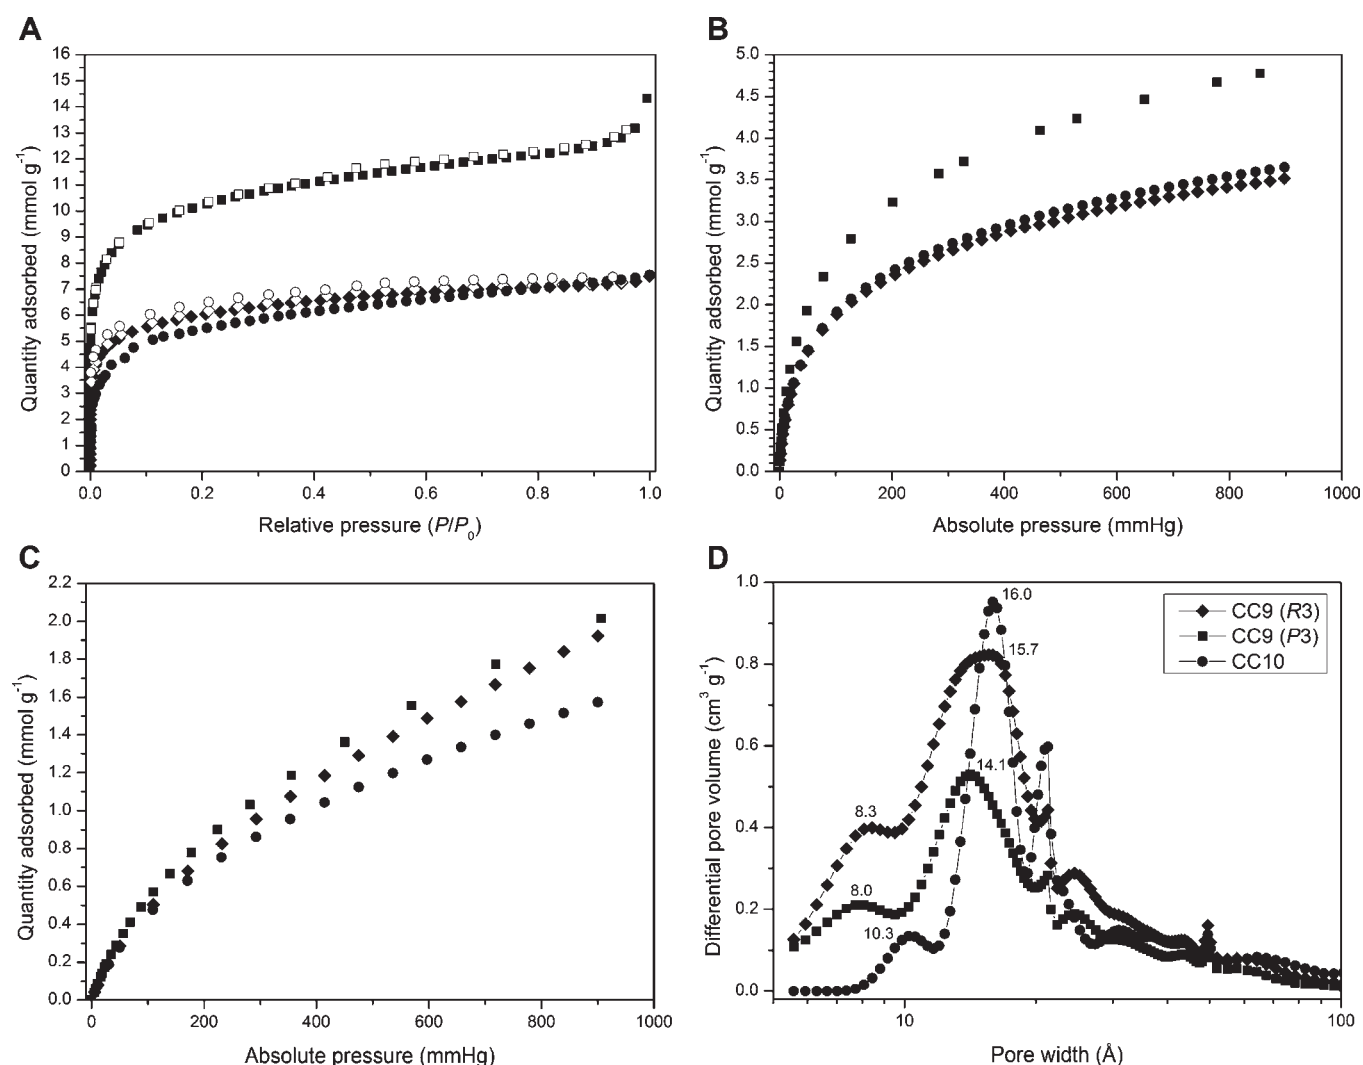 A
16
15
14
13
12
11
10
9
8
7
6
5
4
3
2
1
0
Quantity adsorbed (mmol g⁻¹)
0.0 0.2 0.4 0.6 0.8 1.0
Relative pressure (P/P₀)
B
5.0
4.5
4.0
3.5
3.0
2.5
2.0
1.5
1.0
0.5
0.0
Quantity adsorbed (mmol g⁻¹)
0 200 400 600 800 1000
Absolute pressure (mmHg)
C
2.2
2.0
1.8
1.6
1.4
1.2
1.0
0.8
0.6
0.4
0.2
0.0
Quantity adsorbed (mmol g⁻¹)
0 200 400 600 800 1000
Absolute pressure (mmHg)
D
1.0
0.8
0.6
0.4
0.2
0.0
Differential pore volume (cm³ g⁻¹)
16.0
15.7
14.1
8.3
8.0
10.3
CC9 (R3)
CC9 (P3)
CC10
10 100
Pore width (Å)